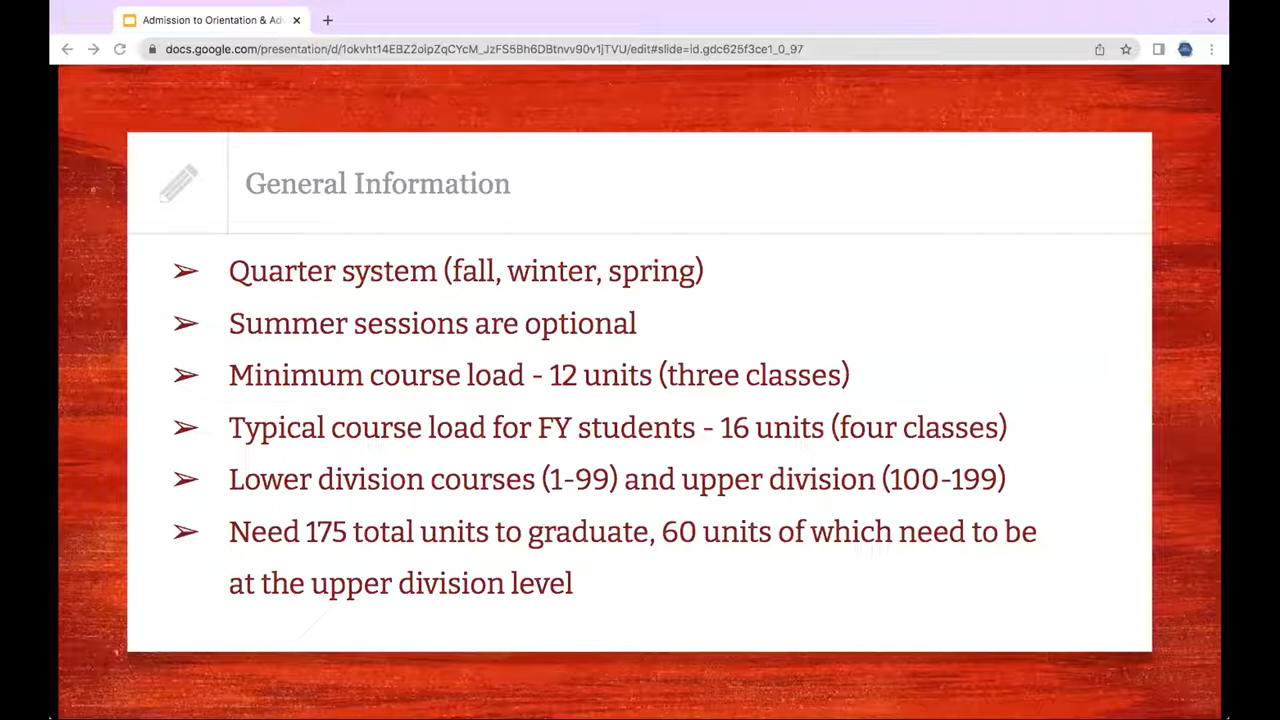 Admission to Orientation & Ad
docs.google.com/presentation/d/1okvht14EBZ2oipZqCYcM_JzFS5Bh6DBtnvv90v1jTVU/edit#slide=id.gdc625f3ce1_0_97
General Information
➢ Quarter system (fall, winter, spring)
➢ Summer sessions are optional
➢ Minimum course load - 12 units (three classes)
➢ Typical course load for FY students - 16 units (four classes)
➢ Lower division courses (1-99) and upper division (100-199)
➢ Need 175 total units to graduate, 60 units of which need to be
at the upper division level